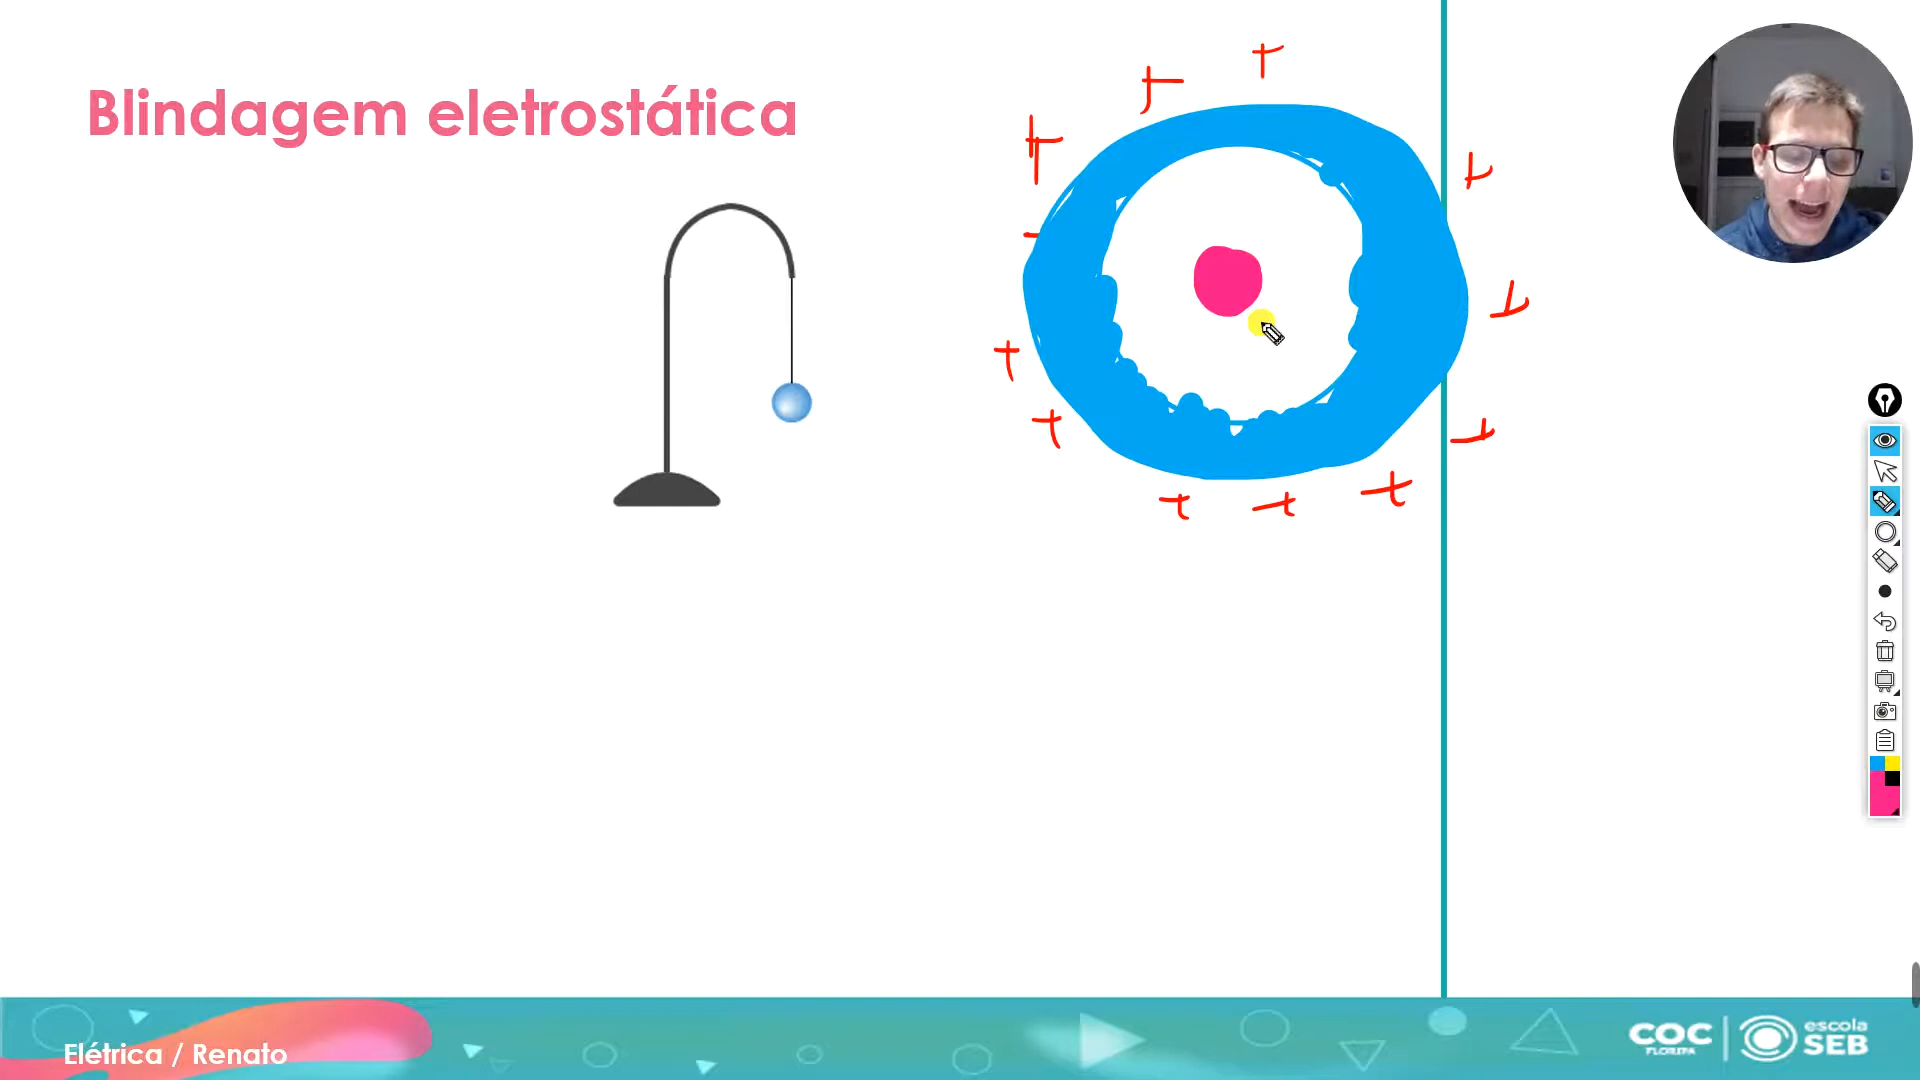 Blindagem eletrostática
+ + + + + + + + + + + + -
Elétrica / Renato
COC
FLORIPA
escola
SEB